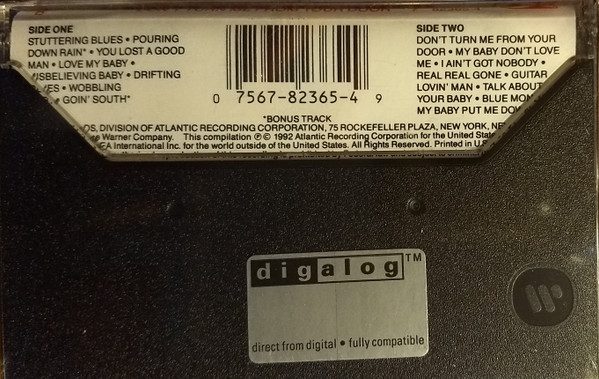 SIDE ONE
STUTTERING BLUES • POURING
DOWN RAIN* • YOU LOST A GOOD
MAN • LOVE MY BABY •
MISBELIEVING BABY • DRIFTING
• WOBBLING
• GOIN' SOUTH*
0 7567-82365-4 9
SIDE TWO
DON'T TURN ME FROM YOUR
DOOR • MY BABY DON'T LOVE
ME • I AIN'T GOT NOBODY •
REAL REAL GONE • GUITAR
LOVIN' MAN • TALK ABOUT
YOUR BABY • BLUE
MY BABY PUT ME
*BONUS TRACK
DIVISION OF ATLANTIC RECORDING CORPORATION, 75 ROCKEFELLER PLAZA, NEW YORK,
Warner Company. This compilation ℗© 1992 Atlantic Recording Corporation for the United
International Inc. for the world outside of the United States. All Rights Reserved. Printed in
digalog™
direct from digital • fully compatible